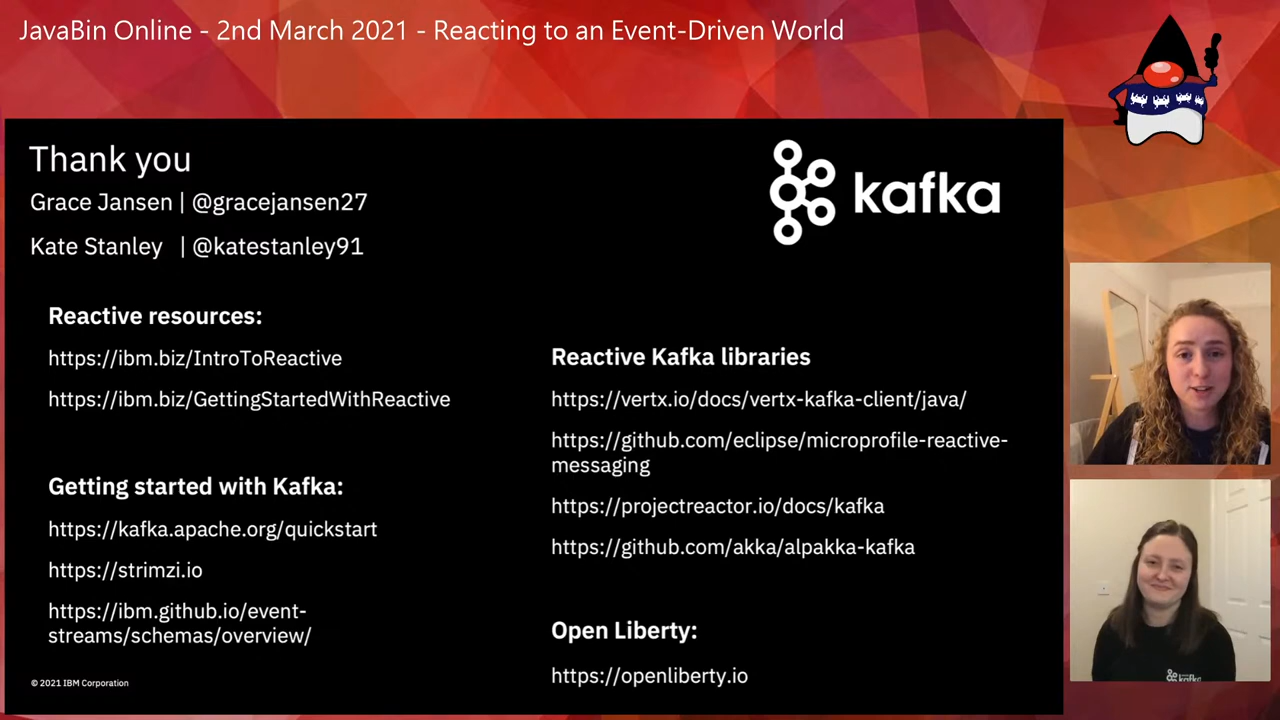 JavaBin Online - 2nd March 2021 - Reacting to an Event-Driven World
Thank you
Grace Jansen | @gracejansen27
Kate Stanley | @katestanley91
kafka
Reactive resources:
https://ibm.biz/IntroToReactive
https://ibm.biz/GettingStartedWithReactive
Getting started with Kafka:
https://kafka.apache.org/quickstart
https://strimzi.io
https://ibm.github.io/event-
streams/schemas/overview/
Reactive Kafka libraries
https://vertx.io/docs/vertx-kafka-client/java/
https://github.com/eclipse/microprofile-reactive-
messaging
https://projectreactor.io/docs/kafka
https://github.com/akka/alpakka-kafka
Open Liberty:
https://openliberty.io
© 2021 IBM Corporation
kafka